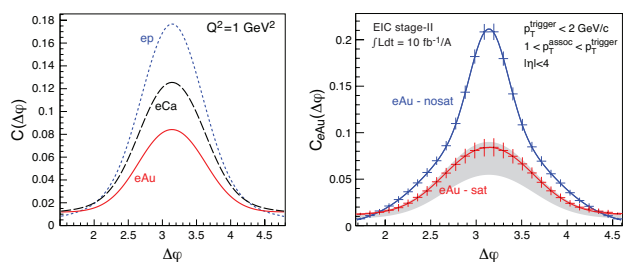 0.18
0.16
0.14
0.12
0.1
0.08
0.06
0.04
0.02
0
C(Δφ)
ep
Q²=1 GeV²
eCa
eAu
2 2.5 3 3.5 4 4.5
Δφ
0.2
0.15
0.1
0.05
0
C_eAu(Δφ)
EIC stage-II
∫Ldt = 10 fb⁻¹/A
p_T^trigger < 2 GeV/c
1 < p_T^assoc < p_T^trigger
|η|<4
eAu - nosat
eAu - sat
2 2.5 3 3.5 4 4.5
Δφ